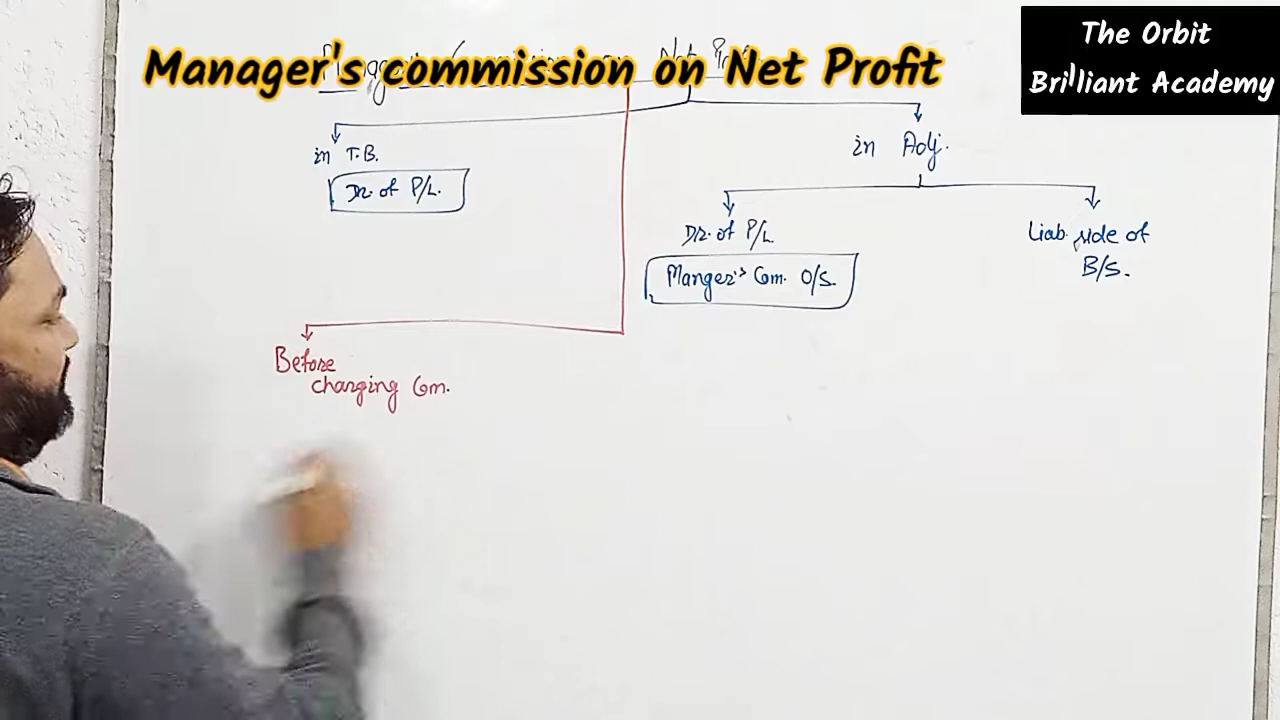 The Orbit
Brilliant Academy
Manager's commission on Net Profit
in T.B.
Dr. of P/L.
in Adj.
Dr. of P/L
Manger's Com. O/S.
Liab. side of
B/S.
Before
charging Com.